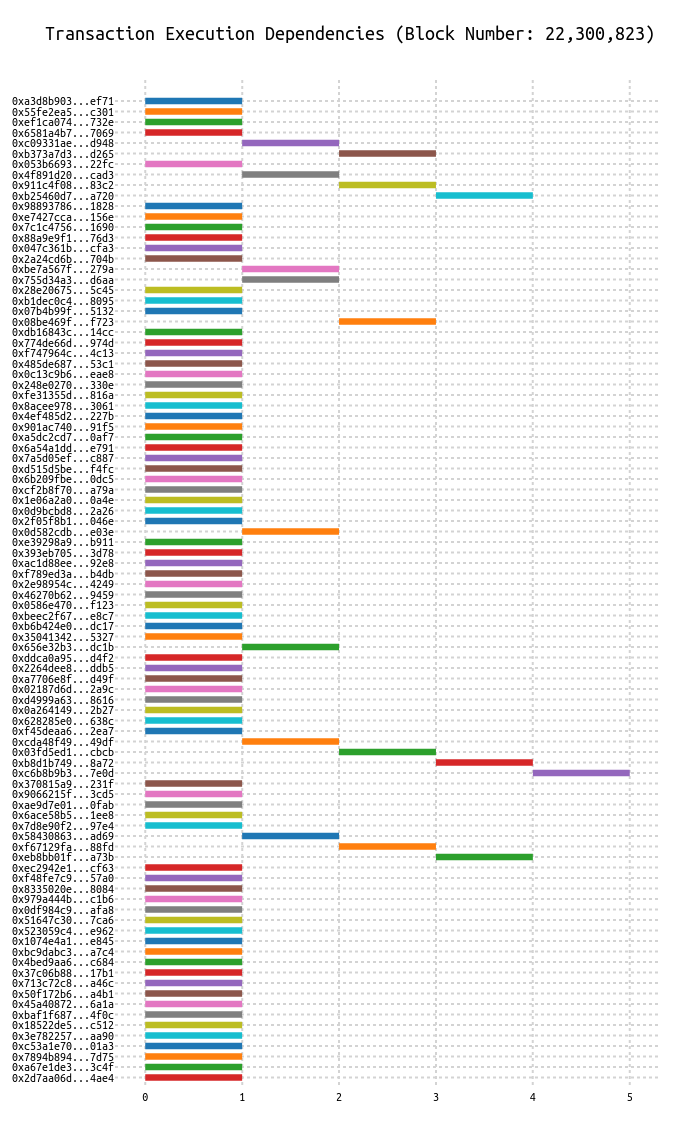 Transaction Execution Dependencies (Block Number: 22,300,823)
0xa3d8b903...ef71
0x55fe2ea5...c301
0xef1ca074...732e
0x6581a4b7...7069
0xc09331ae...d948
0xb373a7d3...d265
0x053b6693...22fc
0x4f891d20...cad3
0x911c4f08...83c2
0xb25460d7...a720
0x98893786...1828
0xe7427cca...156e
0x7c1c4756...1690
0x88a9e9f1...76d3
0x047c361b...cfa3
0x2a24cd6b...704b
0xbe7a567f...279a
0x755d34a3...d6aa
0x28e20675...5c45
0xb1dec0c4...8095
0x07b4b99f...5132
0x08be469f...f723
0xdb16843c...14cc
0x774de66d...974d
0xf747964c...4c13
0x485de687...53c1
0x0c13c9b6...eae8
0x248e0270...330e
0xfe31355d...816a
0x8acee978...3061
0x4ef485d2...227b
0x901ac740...91f5
0xa5dc2cd7...0af7
0x6a54a1dd...e791
0x7a5d05ef...c887
0xd515d5be...f4fc
0x6b209fbe...0dc5
0xcf2b8f70...a79a
0x1e06a2a0...0a4e
0x0d9bcbd8...2a26
0x2f05f8b1...046e
0x0d582cdb...e03e
0xe39298a9...b911
0x393eb705...3d78
0xac1d88ee...92e8
0xf789ed3a...b4db
0x2e98954c...4249
0x46270b62...9459
0x0586e470...f123
0xbeec2f67...e8c7
0xb6b424e0...dc17
0x35041342...5327
0x656e32b3...dc1b
0xddca0a95...d4f2
0x2264dee8...ddb5
0xa7706e8f...d49f
0x02187d6d...2a9c
0xd4999a63...8616
0x0a264149...2b27
0x628285e0...638c
0xf45deaa6...2ea7
0xcda48f49...49df
0x03fd5ed1...cbcb
0xb8d1b749...8a72
0xc6b8b9b3...7e0d
0x370815a9...231f
0x9066215f...3cd5
0xae9d7e01...0fab
0x6ace58b5...1ee8
0x7d8e90f2...97e4
0x58430863...ad69
0xf67129fa...88fd
0xeb8bb01f...a73b
0xec2942e1...cf63
0xf48fe7c9...57a0
0x8335020e...8084
0x979a444b...c1b6
0x0df984c9...afa8
0x51647c30...7ca6
0x523059c4...e962
0x1074e4a1...e845
0xbc9dabc3...a7c4
0x4bed9aa6...c684
0x37c06b88...17b1
0x713c72c8...a46c
0x50f172b6...a4b1
0x45a40872...6a1a
0xbaf1f687...4f0c
0x18522de5...c512
0x3e782257...aa90
0xc53a1e70...01a3
0x7894b894...7d75
0xa67e1de3...3c4f
0x2d7aa06d...4ae4
0 1 2 3 4 5